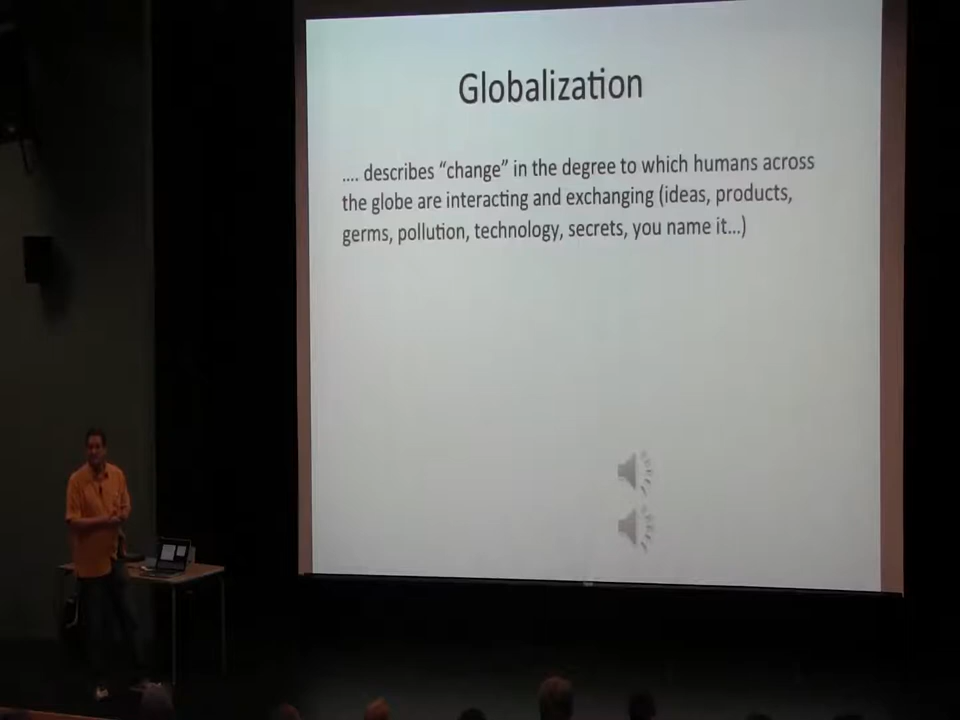 Globalization
.... describes “change” in the degree to which humans across
the globe are interacting and exchanging (ideas, products,
germs, pollution, technology, secrets, you name it...)